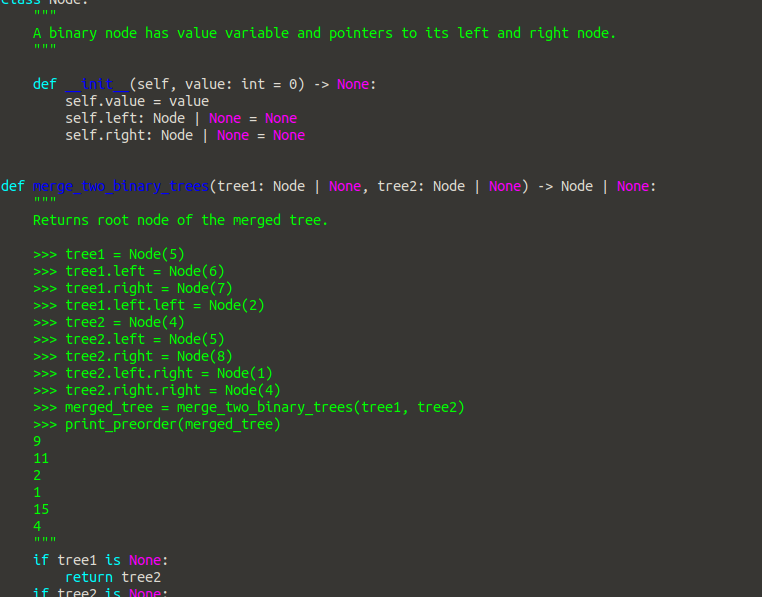 class Node:
    """
    A binary node has value variable and pointers to its left and right node.
    """

    def __init__(self, value: int = 0) -> None:
        self.value = value
        self.left: Node | None = None
        self.right: Node | None = None


def merge_two_binary_trees(tree1: Node | None, tree2: Node | None) -> Node | None:
    """
    Returns root node of the merged tree.

    >>> tree1 = Node(5)
    >>> tree1.left = Node(6)
    >>> tree1.right = Node(7)
    >>> tree1.left.left = Node(2)
    >>> tree2 = Node(4)
    >>> tree2.left = Node(5)
    >>> tree2.right = Node(8)
    >>> tree2.left.right = Node(1)
    >>> tree2.right.right = Node(4)
    >>> merged_tree = merge_two_binary_trees(tree1, tree2)
    >>> print_preorder(merged_tree)
    9
    11
    2
    1
    15
    4
    """
    if tree1 is None:
        return tree2
    if tree2 is None: